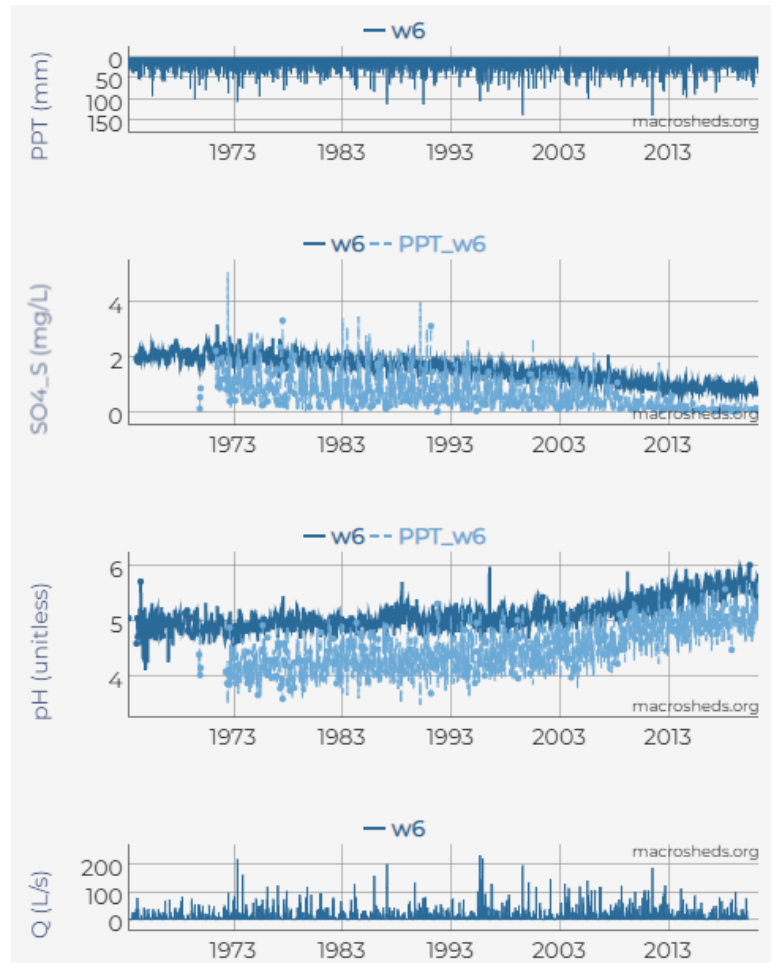 w6
PPT (mm)
0
50
100
150
macrosheds.org
1973 1983 1993 2003 2013
w6 PPT_w6
SO4_S (mg/L)
4
2
0
macrosheds.org
1973 1983 1993 2003 2013
w6 PPT_w6
pH (unitless)
6
5
4
macrosheds.org
1973 1983 1993 2003 2013
w6
macrosheds.org
Q (L/s)
200
100
0
1973 1983 1993 2003 2013